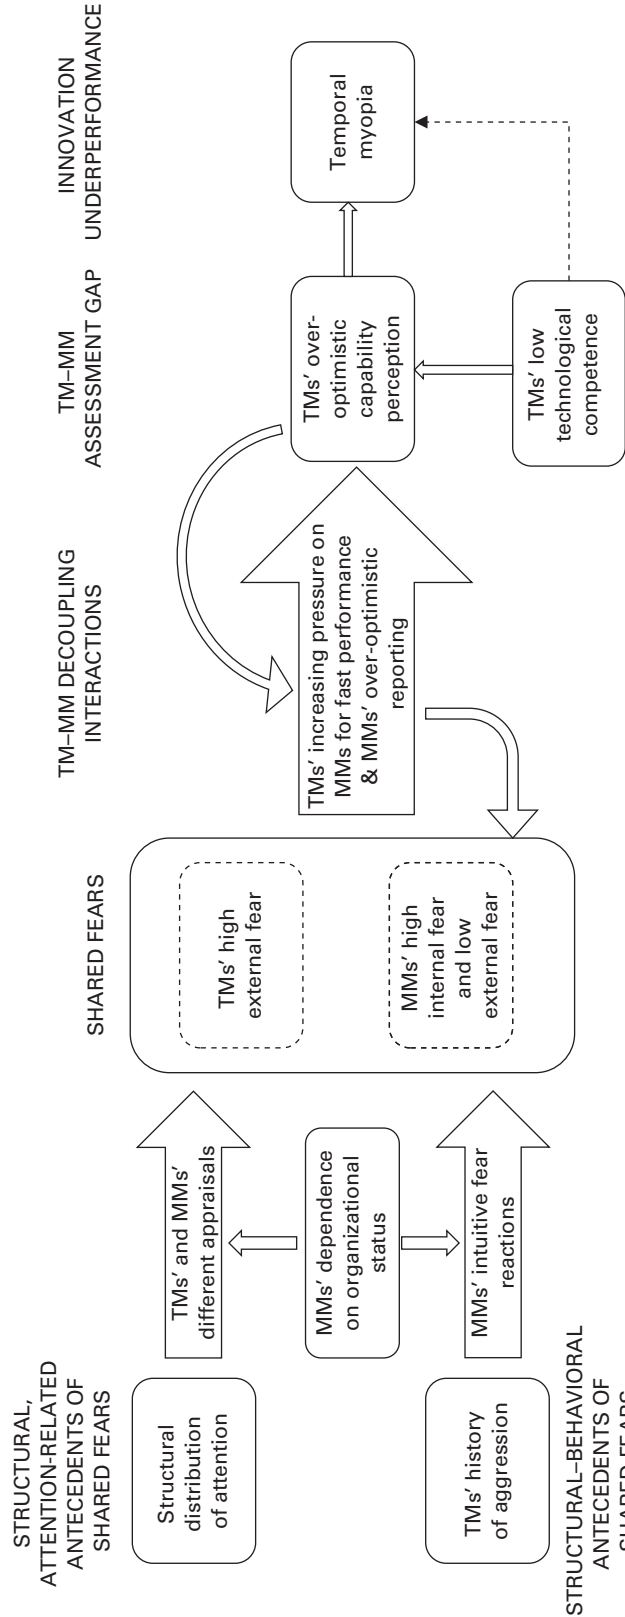 STRUCTURAL,
ATTENTION-RELATED
ANTECEDENTS OF
SHARED FEARS
SHARED FEARS
TM–MM DECOUPLING
INTERACTIONS
TM–MM
ASSESSMENT GAP
INNOVATION
UNDERPERFORMANCE
Structural
distribution
of attention
TMs’ and MMs’
different appraisals
MMs’ dependence
on organizational
status
TMs’ history
of aggression
MMs’ intuitive fear
reactions
STRUCTURAL–BEHAVIORAL
ANTECEDENTS OF
SHARED FEARS
TMs’ high
external fear
MMs’ high
internal fear
and low
external fear
TMs’ increasing pressure on
MMs for fast performance
& MMs’ over-optimistic
reporting
TMs’ over-
optimistic
capability
perception
Temporal
myopia
TMs’ low
technological
competence